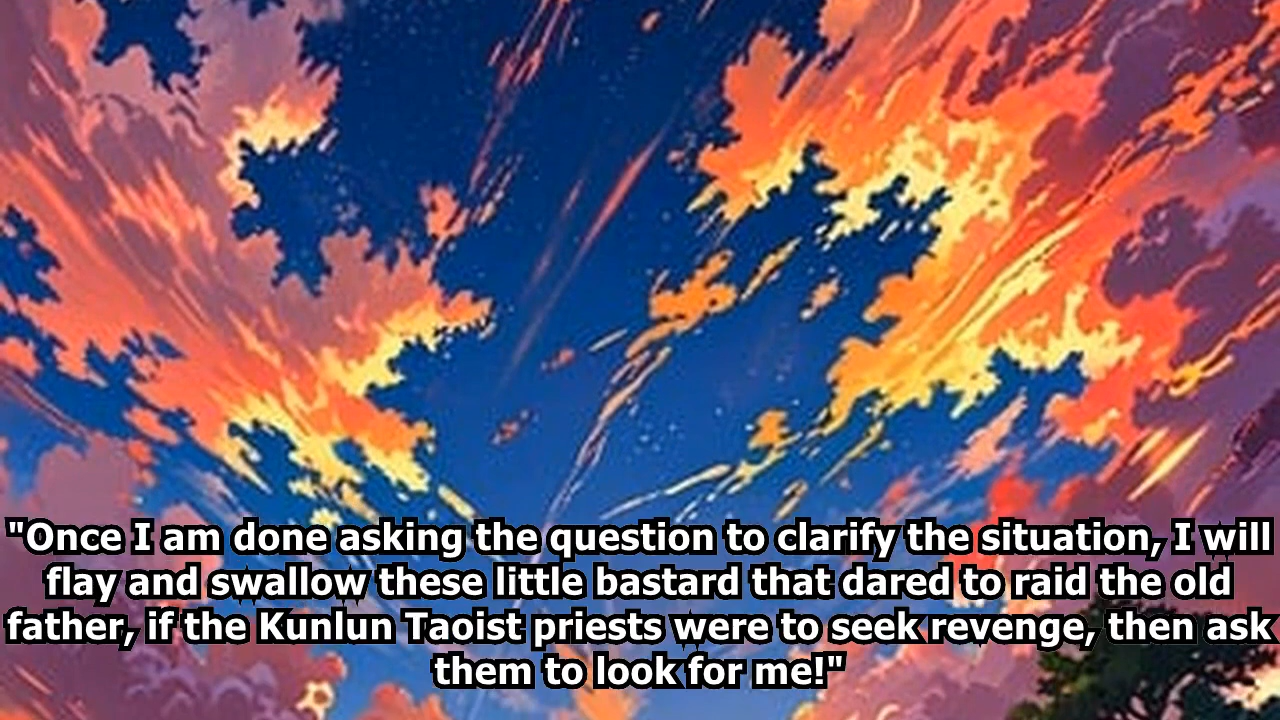 "Once I am done asking the question to clarify the situation, I will
flay and swallow these little bastard that dared to raid the old
father, if the Kunlun Taoist priests were to seek revenge, then ask
them to look for me!"